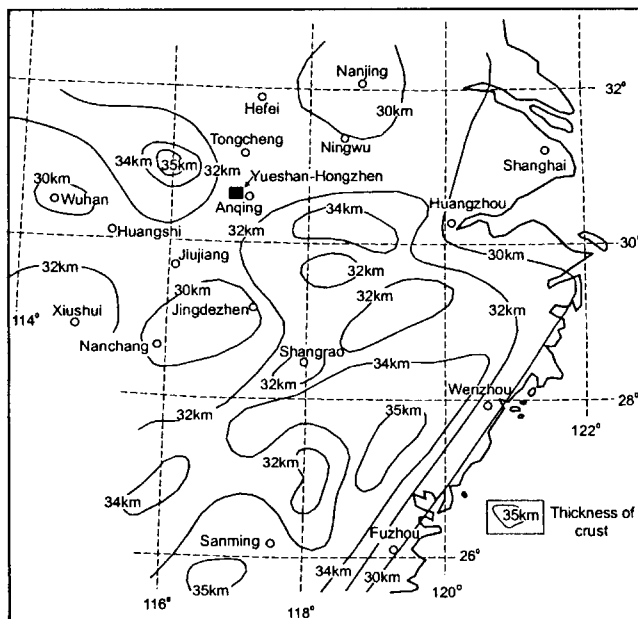 Nanjing
32°
Hefei
30km
Tongcheng
Ningwu
34km
35km
32km
Shanghai
30km
Wuhan
Yueshan-Hongzhen
Anqing
Huangzhou
34km
Huangshi
32km
30°
30km
Jiujiang
32km
32km
30km
32km
32km
Xiushui
Jingdezhen
114°
Nanchang
Shangrao
34km
32km
Wenzhou
28°
32km
35km
122°
32km
34km
35km
Thickness of
crust
Sanming
Fuzhou
26°
34km
35km
30km
116°
118°
120°